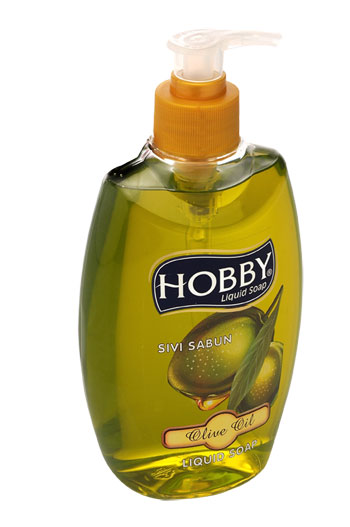 HOBBY®
Liquid Soap
SIVI SABUN
Olive Oil
LIQUID SOAP